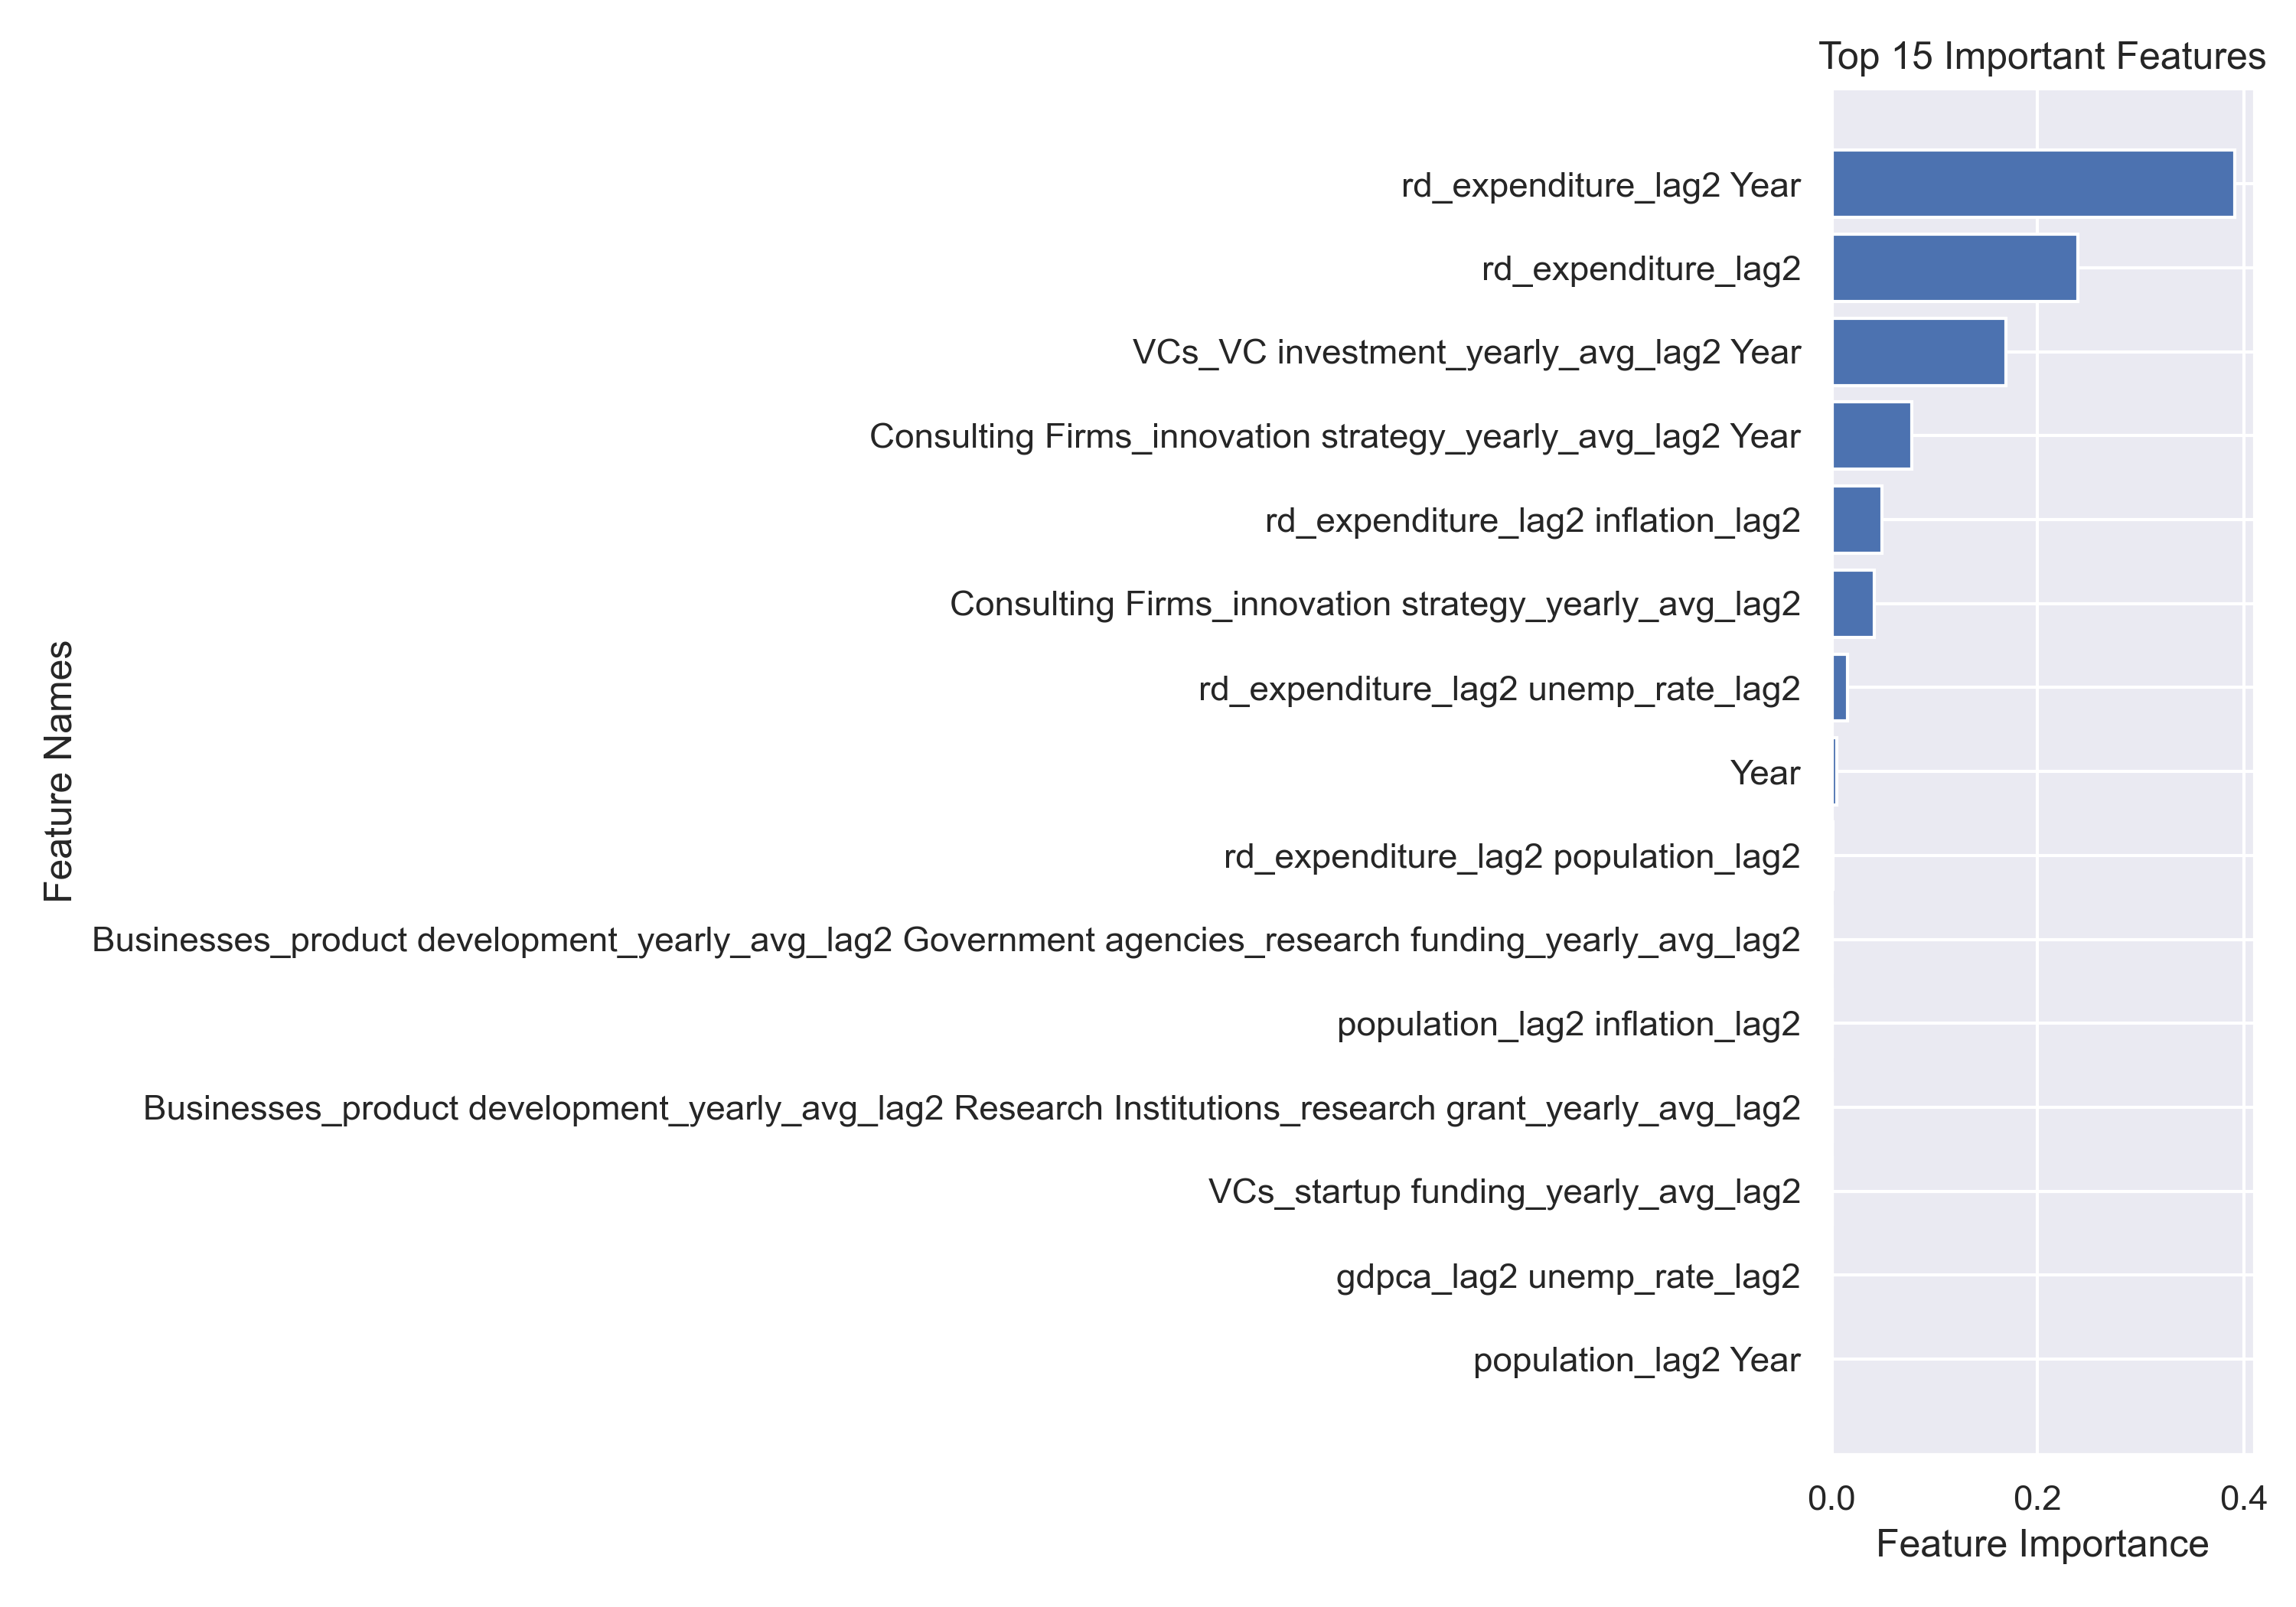 Top 15 Important Features
rd_expenditure_lag2 Year
rd_expenditure_lag2
VCs_VC investment_yearly_avg_lag2 Year
Consulting Firms_innovation strategy_yearly_avg_lag2 Year
rd_expenditure_lag2 inflation_lag2
Consulting Firms_innovation strategy_yearly_avg_lag2
rd_expenditure_lag2 unemp_rate_lag2
Year
rd_expenditure_lag2 population_lag2
Businesses_product development_yearly_avg_lag2 Government agencies_research funding_yearly_avg_lag2
population_lag2 inflation_lag2
Businesses_product development_yearly_avg_lag2 Research Institutions_research grant_yearly_avg_lag2
VCs_startup funding_yearly_avg_lag2
gdpca_lag2 unemp_rate_lag2
population_lag2 Year
Feature Names
0.0 0.2 0.4
Feature Importance